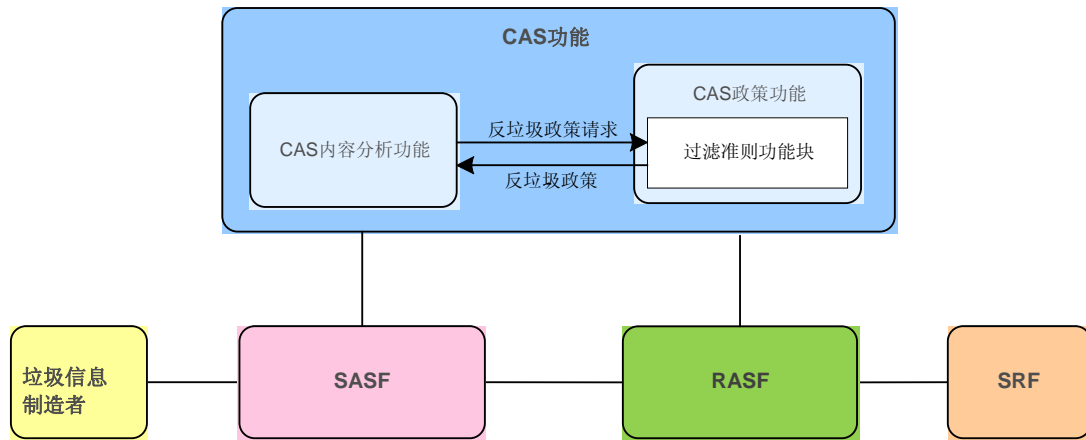 CAS功能
CAS政策功能
反垃圾政策请求
CAS内容分析功能
过滤准则功能块
反垃圾政策
垃圾信息
制造者
SASF
RASF
SRF